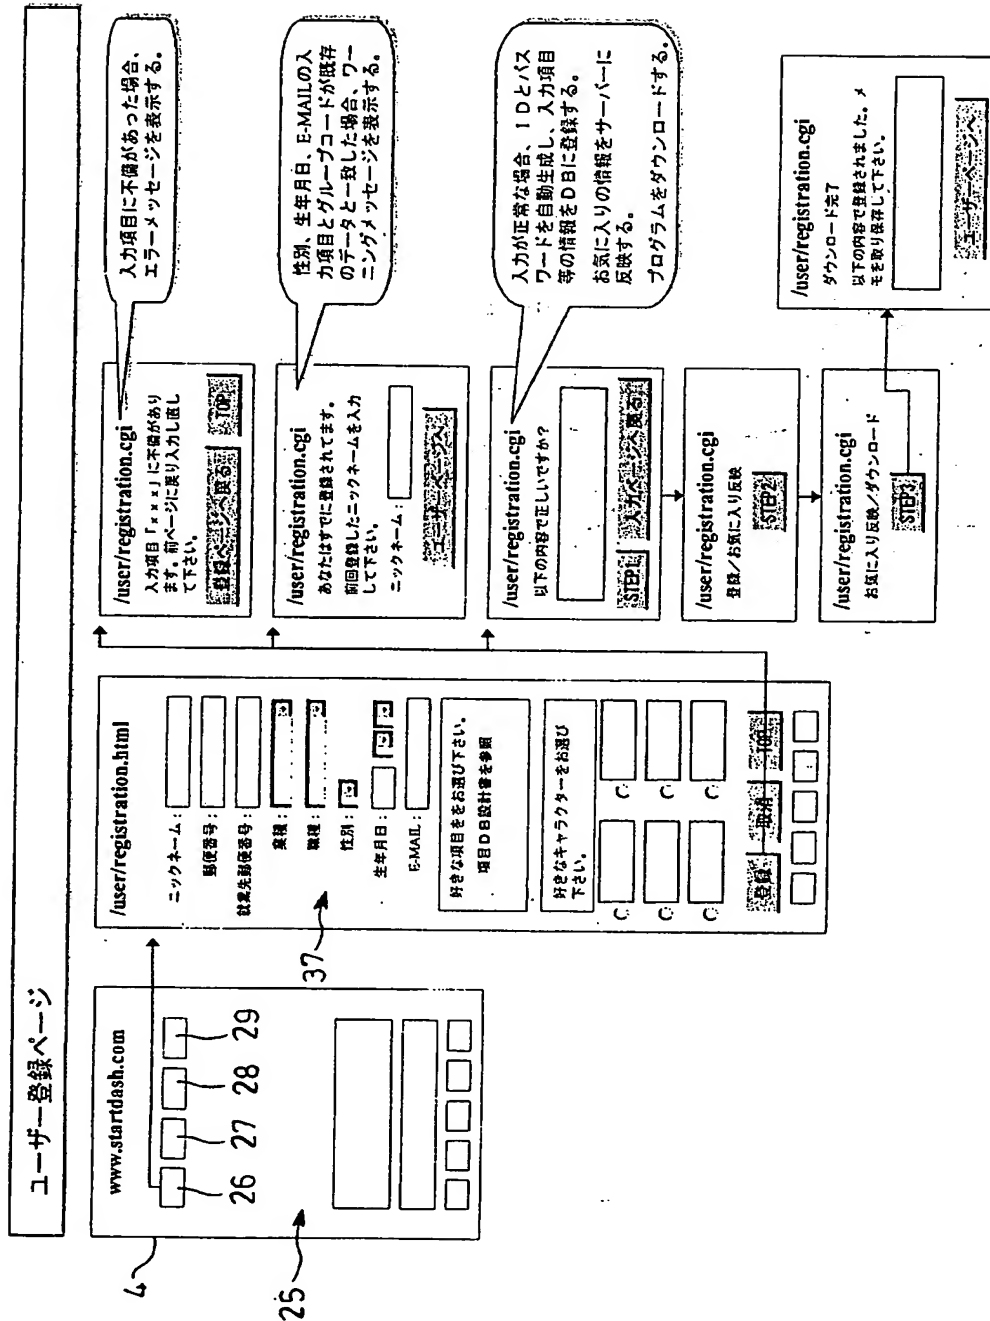 ユーザー登録ページ
www.startdash.com
4
26
27
28
29
25
/user/registration.html
ニックネーム：
郵便番号：
就業先郵便番号：
業種：
職種：
性別：
生年月日：
E-MAIL：
37
好きな項目ををお選び下さい。
項目DB設計書を参照
好きなキャラクターをお選び
下さい。
登録
取消
TOP
/user/registration.cgi
入力項目「×××」に不備があり
ます。前ページに戻り入力し直し
て下さい。
登録ページへ戻る
TOP
入力項目に不備があった場合、
エラーメッセージを表示する。
/user/registration.cgi
あなたはすでに登録されてます。
前回登録したニックネームを入力
して下さい。
ニックネーム：
ユーザーページへ
性別、生年月日、E-MAILの入
力項目とグループコードが既存
のデータと一致した場合、ワー
ニングメッセージを表示する。
/user/registration.cgi
以下の内容で正しいですか?
STEP1
入力ページへ戻る
入力が正常な場合、IDとパス
ワードを自動生成し、入力項目
等の情報をDBに登録する。
お気に入りの情報をサーバーに
反映する。
プログラムをダウンロードする。
/user/registration.cgi
登録／お気に入り反映
STEP2
/user/registration.cgi
お気に入り反映／ダウンロード
STEP3
/user/registration.cgi
ダウンロード完了
以下の内容で登録されました。メ
モを取り保存して下さい。
ユーザーページへ